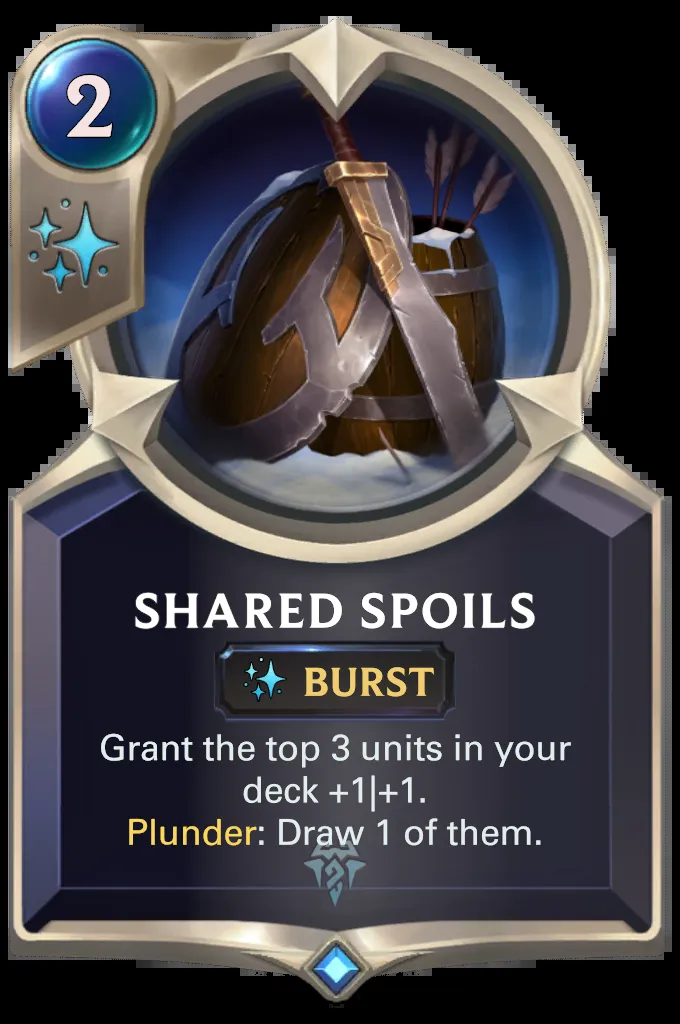 2
SHARED SPOILS
BURST
Grant the top 3 units in your
deck +1|+1.
Plunder: Draw 1 of them.